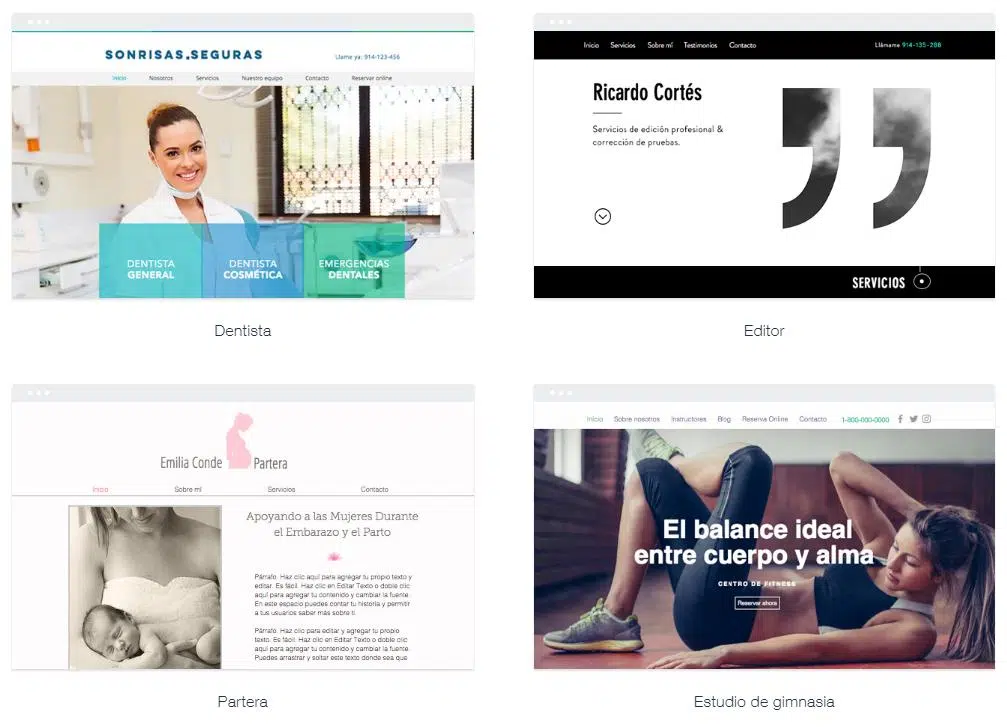 SONRISAS.SEGURAS
Llame ya: 914-123-456
Inicio Nosotros Servicios Nuestro equipo Contacto Reservar online
DENTISTA
GENERAL
DENTISTA
COSMÉTICA
EMERGENCIAS
DENTALES
Dentista
Inicio Servicios Sobre mí Testimonios Contacto
Llámame 914-135-288
Ricardo Cortés
Servicios de edición profesional &
corrección de pruebas.
SERVICIOS
Editor
Emilia Conde Partera
Inicio Sobre mí Servicios Contacto
Apoyando a las Mujeres Durante
el Embarazo y el Parto
Párrafo. Haz clic aquí para agregar tu propio texto y
editar. Es fácil. Haz clic en Editar Texto o doble clic
aquí para agregar tu contenido y cambiar la fuente.
En este espacio puedes contar tu historia y permitir
a tus usuarios saber más sobre ti.
Párrafo. Haz clic para editar y agregar tu propio
texto. Es fácil. Haz clic en Editar Texto o doble clic
aquí para agregar tu contenido y cambiar la fuente.
Puedes arrastrar y soltar este texto donde sea que
Partera
Inicio Sobre nosotros Instructores Blog Reserva Online Contacto 1-800-000-0000
El balance ideal
entre cuerpo y alma
CENTRO DE FITNESS
Reservar ahora
Estudio de gimnasia